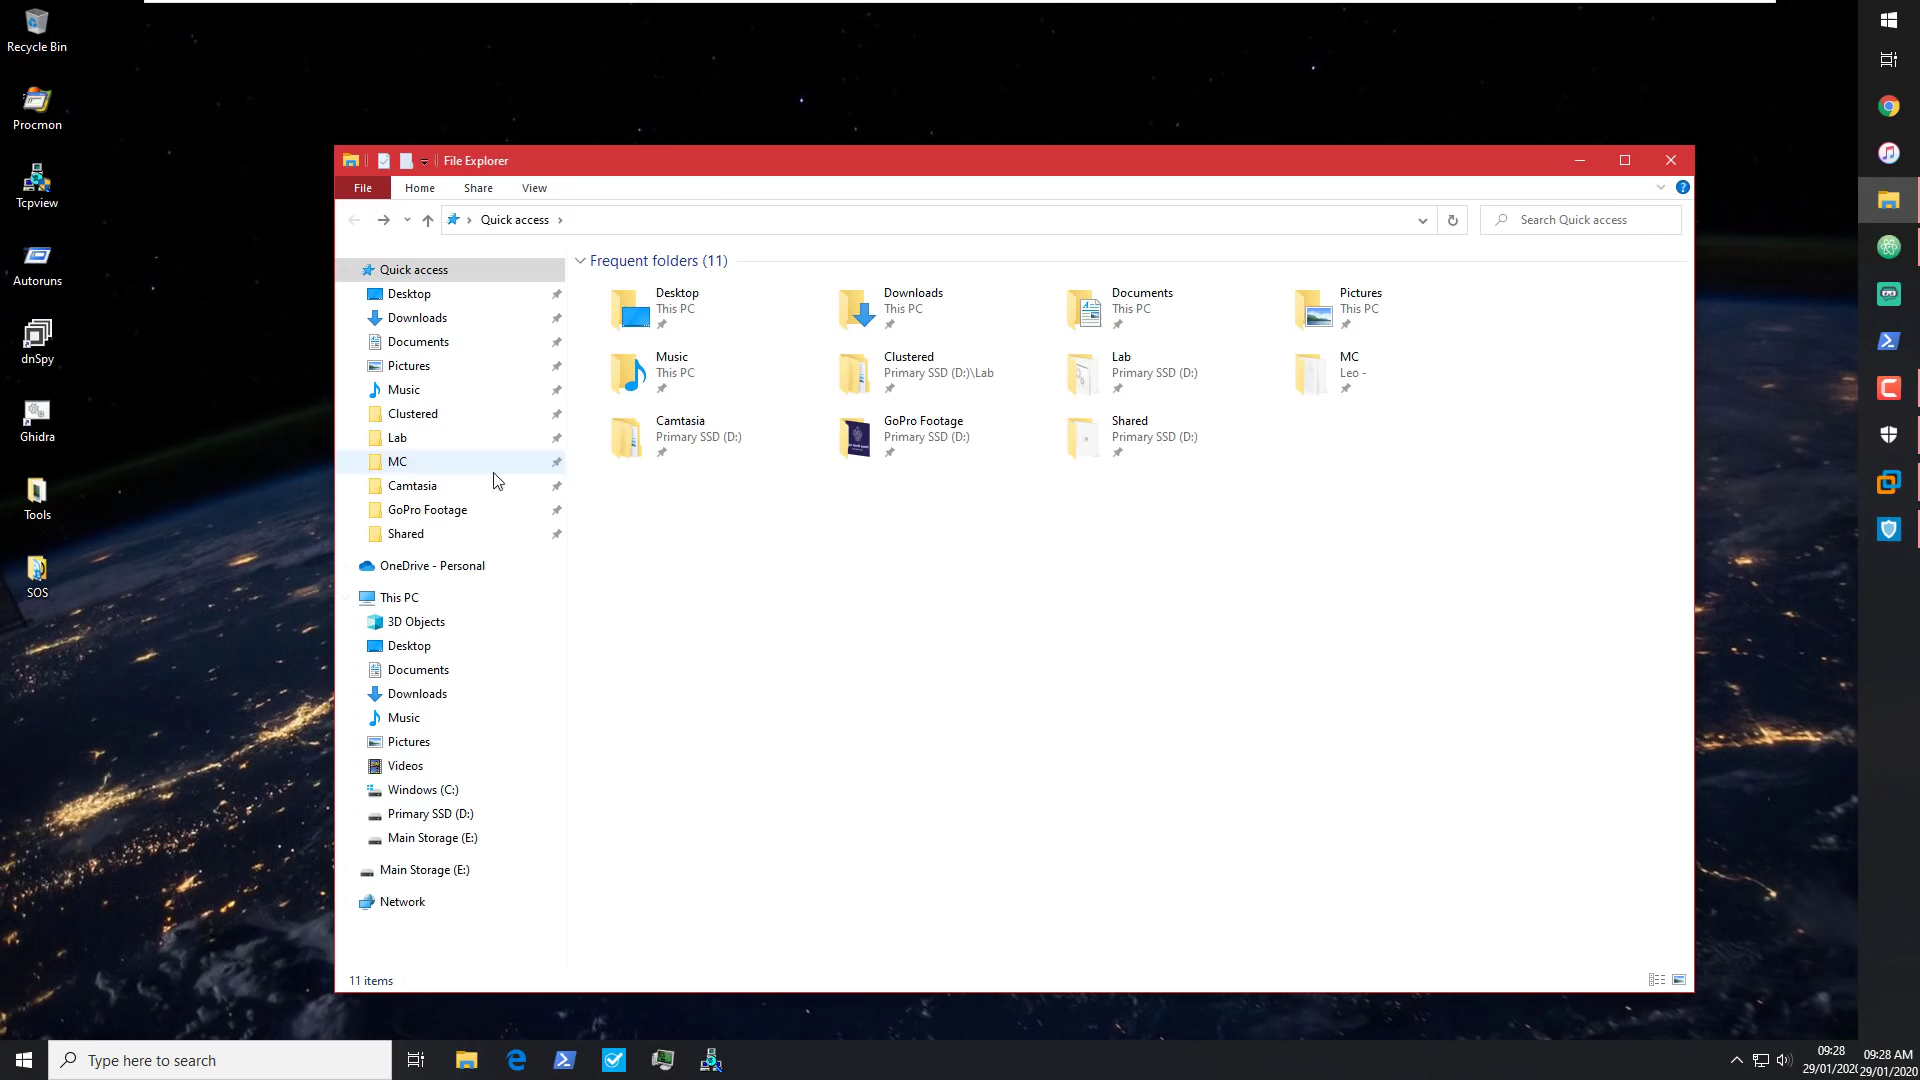 Recycle Bin
Procmon
Tcpview
Autoruns
dnSpy
Ghidra
Tools
SOS
File Explorer
File
Home
Share
View
Quick access
Search Quick access
Quick access
Desktop
Downloads
Documents
Pictures
Music
Clustered
Lab
MC
Camtasia
GoPro Footage
Shared
OneDrive - Personal
This PC
3D Objects
Desktop
Documents
Downloads
Music
Pictures
Videos
Windows (C:)
Primary SSD (D:)
Main Storage (E:)
Main Storage (E:)
Network
Frequent folders (11)
Desktop
This PC
Downloads
This PC
Documents
This PC
Pictures
This PC
Music
This PC
Clustered
Primary SSD (D:)\Lab
Lab
Primary SSD (D:)
MC
Leo -
Camtasia
Primary SSD (D:)
GoPro Footage
Primary SSD (D:)
Shared
Primary SSD (D:)
11 items
Type here to search
09:28
29/01/2020
09:28 AM
29/01/2020